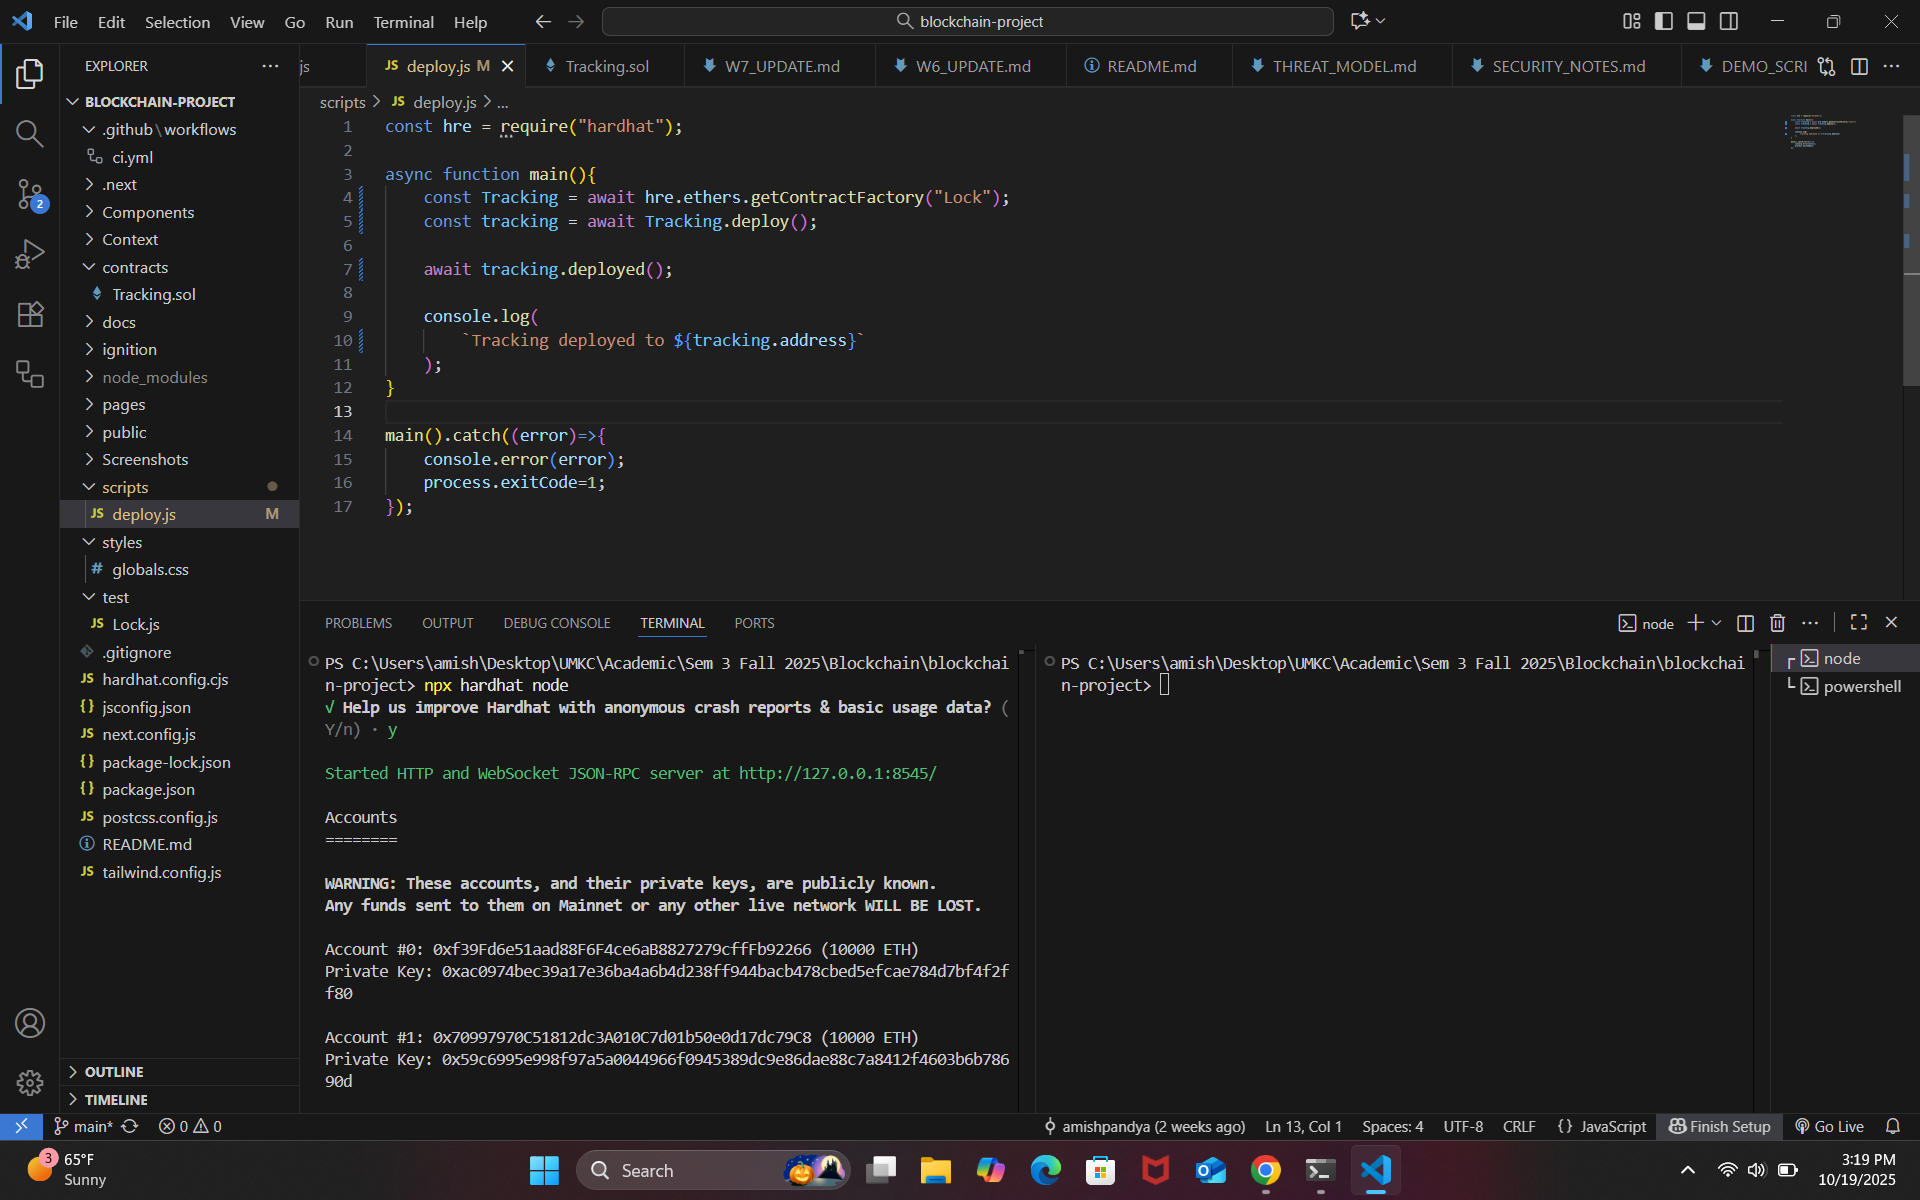 File Edit Selection View Go Run Terminal Help
blockchain-project
EXPLORER
js
JS deploy.js M
Tracking.sol
W7_UPDATE.md
W6_UPDATE.md
README.md
THREAT_MODEL.md
SECURITY_NOTES.md
DEMO_SCRI
BLOCKCHAIN-PROJECT
.github\workflows
ci.yml
.next
Components
Context
contracts
Tracking.sol
docs
ignition
node_modules
pages
public
Screenshots
scripts
JS deploy.js M
styles
# globals.css
test
JS Lock.js
.gitignore
JS hardhat.config.cjs
{} jsconfig.json
JS next.config.js
{} package-lock.json
{} package.json
JS postcss.config.js
README.md
JS tailwind.config.js
OUTLINE
TIMELINE
2
scripts > JS deploy.js > ...
1 const hre = require("hardhat");
2
3 async function main(){
4 const Tracking = await hre.ethers.getContractFactory("Lock");
5 const tracking = await Tracking.deploy();
6
7 await tracking.deployed();
8
9 console.log(
10 `Tracking deployed to ${tracking.address}`
11 );
12 }
13
14 main().catch((error)=>{
15 console.error(error);
16 process.exitCode=1;
17 });
PROBLEMS OUTPUT DEBUG CONSOLE TERMINAL PORTS
node
PS C:\Users\amish\Desktop\UMKC\Academic\Sem 3 Fall 2025\Blockchain\blockchai
n-project> npx hardhat node
√ Help us improve Hardhat with anonymous crash reports & basic usage data? (
Y/n) · y
Started HTTP and WebSocket JSON-RPC server at http://127.0.0.1:8545/
Accounts
========
WARNING: These accounts, and their private keys, are publicly known.
Any funds sent to them on Mainnet or any other live network WILL BE LOST.
Account #0: 0xf39Fd6e51aad88F6F4ce6aB8827279cffFb92266 (10000 ETH)
Private Key: 0xac0974bec39a17e36ba4a6b4d238ff944bacb478cbed5efcae784d7bf4f2f
f80
Account #1: 0x70997970C51812dc3A010C7d01b50e0d17dc79C8 (10000 ETH)
Private Key: 0x59c6995e998f97a5a0044966f0945389dc9e86dae88c7a8412f4603b6b786
90d
PS C:\Users\amish\Desktop\UMKC\Academic\Sem 3 Fall 2025\Blockchain\blockchai
n-project>
node
powershell
main* 0 0
amishpandya (2 weeks ago) Ln 13, Col 1 Spaces: 4 UTF-8 CRLF {} JavaScript Finish Setup Go Live
3
65°F
Sunny
Search
3:19 PM
10/19/2025